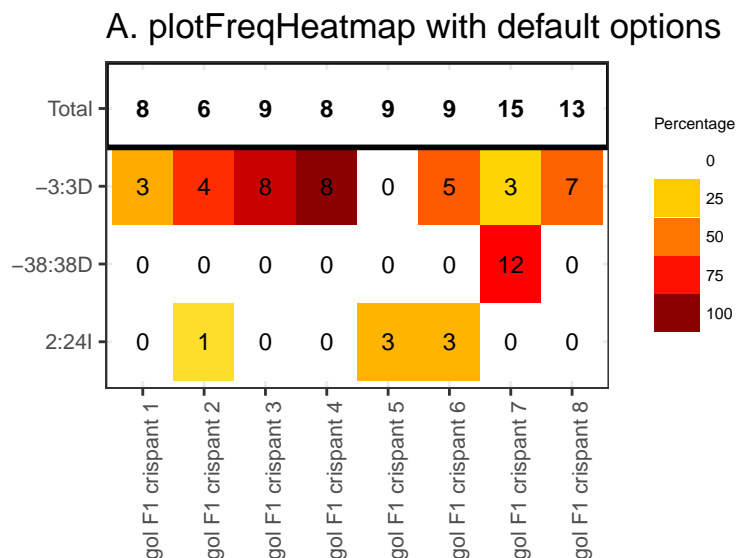 A. plotFreqHeatmap with default options
Total 8 6 9 8 9 9 15 13
−3:3D 3 4 8 8 0 5 3 7
−38:38D 0 0 0 0 0 0 12 0
2:24I 0 1 0 0 3 3 0 0
gol F1 crispant 1
gol F1 crispant 2
gol F1 crispant 3
gol F1 crispant 4
gol F1 crispant 5
gol F1 crispant 6
gol F1 crispant 7
gol F1 crispant 8
Percentage
0
25
50
75
100